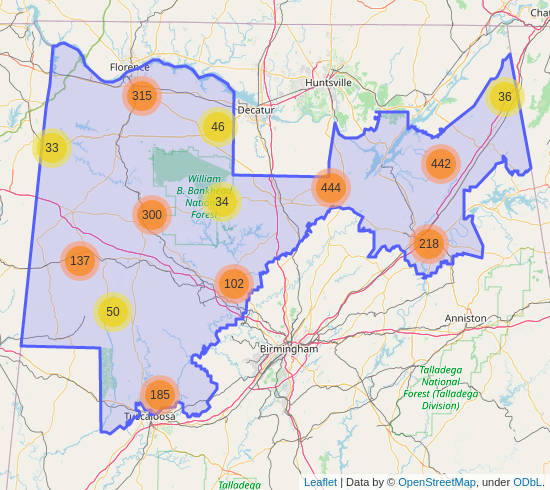 Chat
Florence
Huntsville
315
36
Decatur
46
33
442
William
B. Bankhead
National
Forest
444
34
300
218
137
102
50
Anniston
Birmingham
Talladega
National
Forest (Talladega
Division)
185
Tuscaloosa
Talladega
Leaflet | Data by © OpenStreetMap, under ODbL.